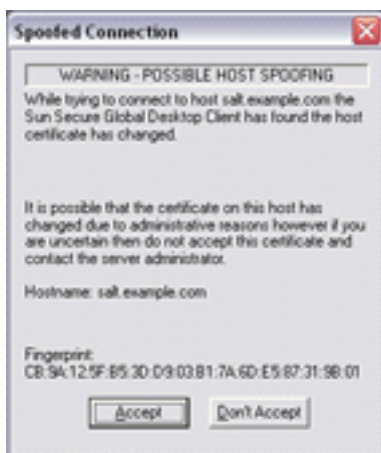 Spoofed Connection
WARNING - POSSIBLE HOST SPOOFING
While trying to connect to host salt.example.com the
Sun Secure Global Desktop Client has found the host
certificate has changed.
It is possible that the certificate on this host has
changed due to administrative reasons however if you
are uncertain then do not accept this certificate and
contact the server administrator.
Hostname: salt.example.com
Fingerprint:
CB:9A:12:5F:B5:3D:D9:03:B1:7A:6D:E5:87:31:9B:01
Accept
Don't Accept